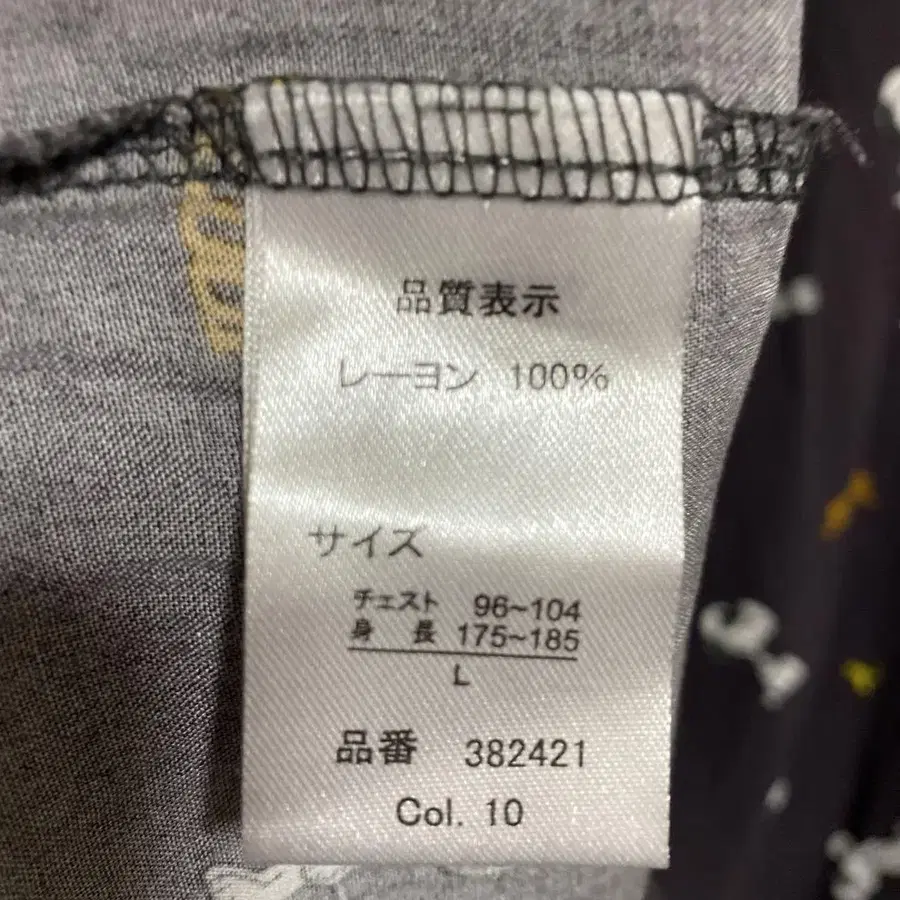 品質表示
レーヨン 100%
サイズ
チェスト 96~104
身長 175~185
L
品番 382421
Col. 10